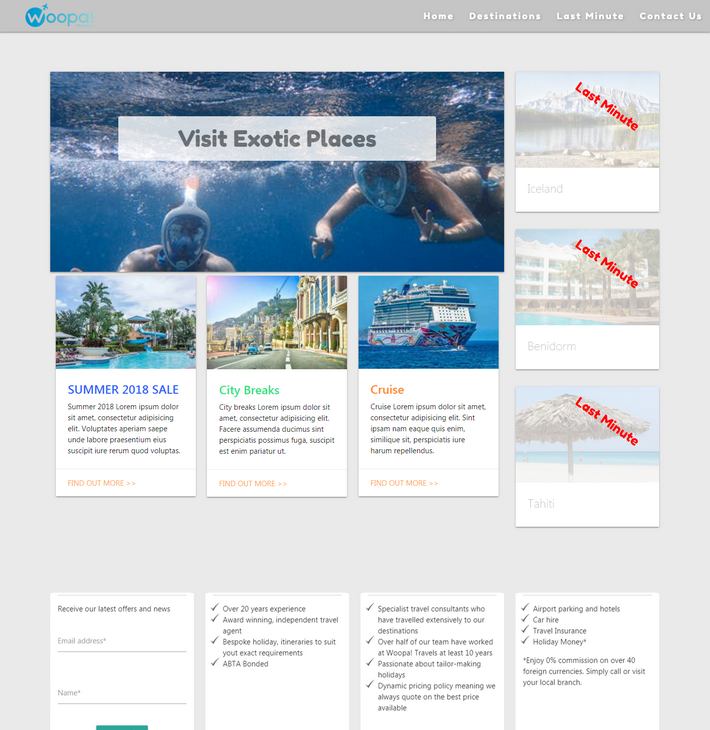 Woopa!
Home Destinations Last Minute Contact Us
Visit Exotic Places
Last Minute
Iceland
Last Minute
Benidorm
Last Minute
Tahiti
SUMMER 2018 SALE
Summer 2018 Lorem ipsum dolor
sit amet, consectetur adipisicing
elit. Voluptates aperiam saepe
unde labore praesentium eius
suscipit iure rerum quod voluptas.
FIND OUT MORE >>
City Breaks
City breaks Lorem ipsum dolor sit
amet, consectetur adipisicing elit.
Facere assumenda ducimus sint
perspiciatis possimus fuga, suscipit
est enim pariatur ut.
FIND OUT MORE >>
Cruise
Cruise Lorem ipsum dolor sit amet,
consectetur adipisicing elit. Sint
ipsam nam eaque quis enim,
similique sit, perspiciatis iure
harum repellendus.
FIND OUT MORE >>
Receive our latest offers and news
Email address*
Name*
Over 20 years experience
Award winning, independent travel
agent
Bespoke holiday, itineraries to suit
yout exact requirements
ABTA Bonded
Specialist travel consultants who
have travelled extensively to our
destinations
Over half of our team have worked
at Woopa! Travels at least 10 years
Passionate about tailor-making
holidays
Dynamic pricing policy meaning we
always quote on the best price
available
Airport parking and hotels
Car hire
Travel Insurance
Holiday Money*
*Enjoy 0% commission on over 40
foreign currencies. Simply call or visit
your local branch.